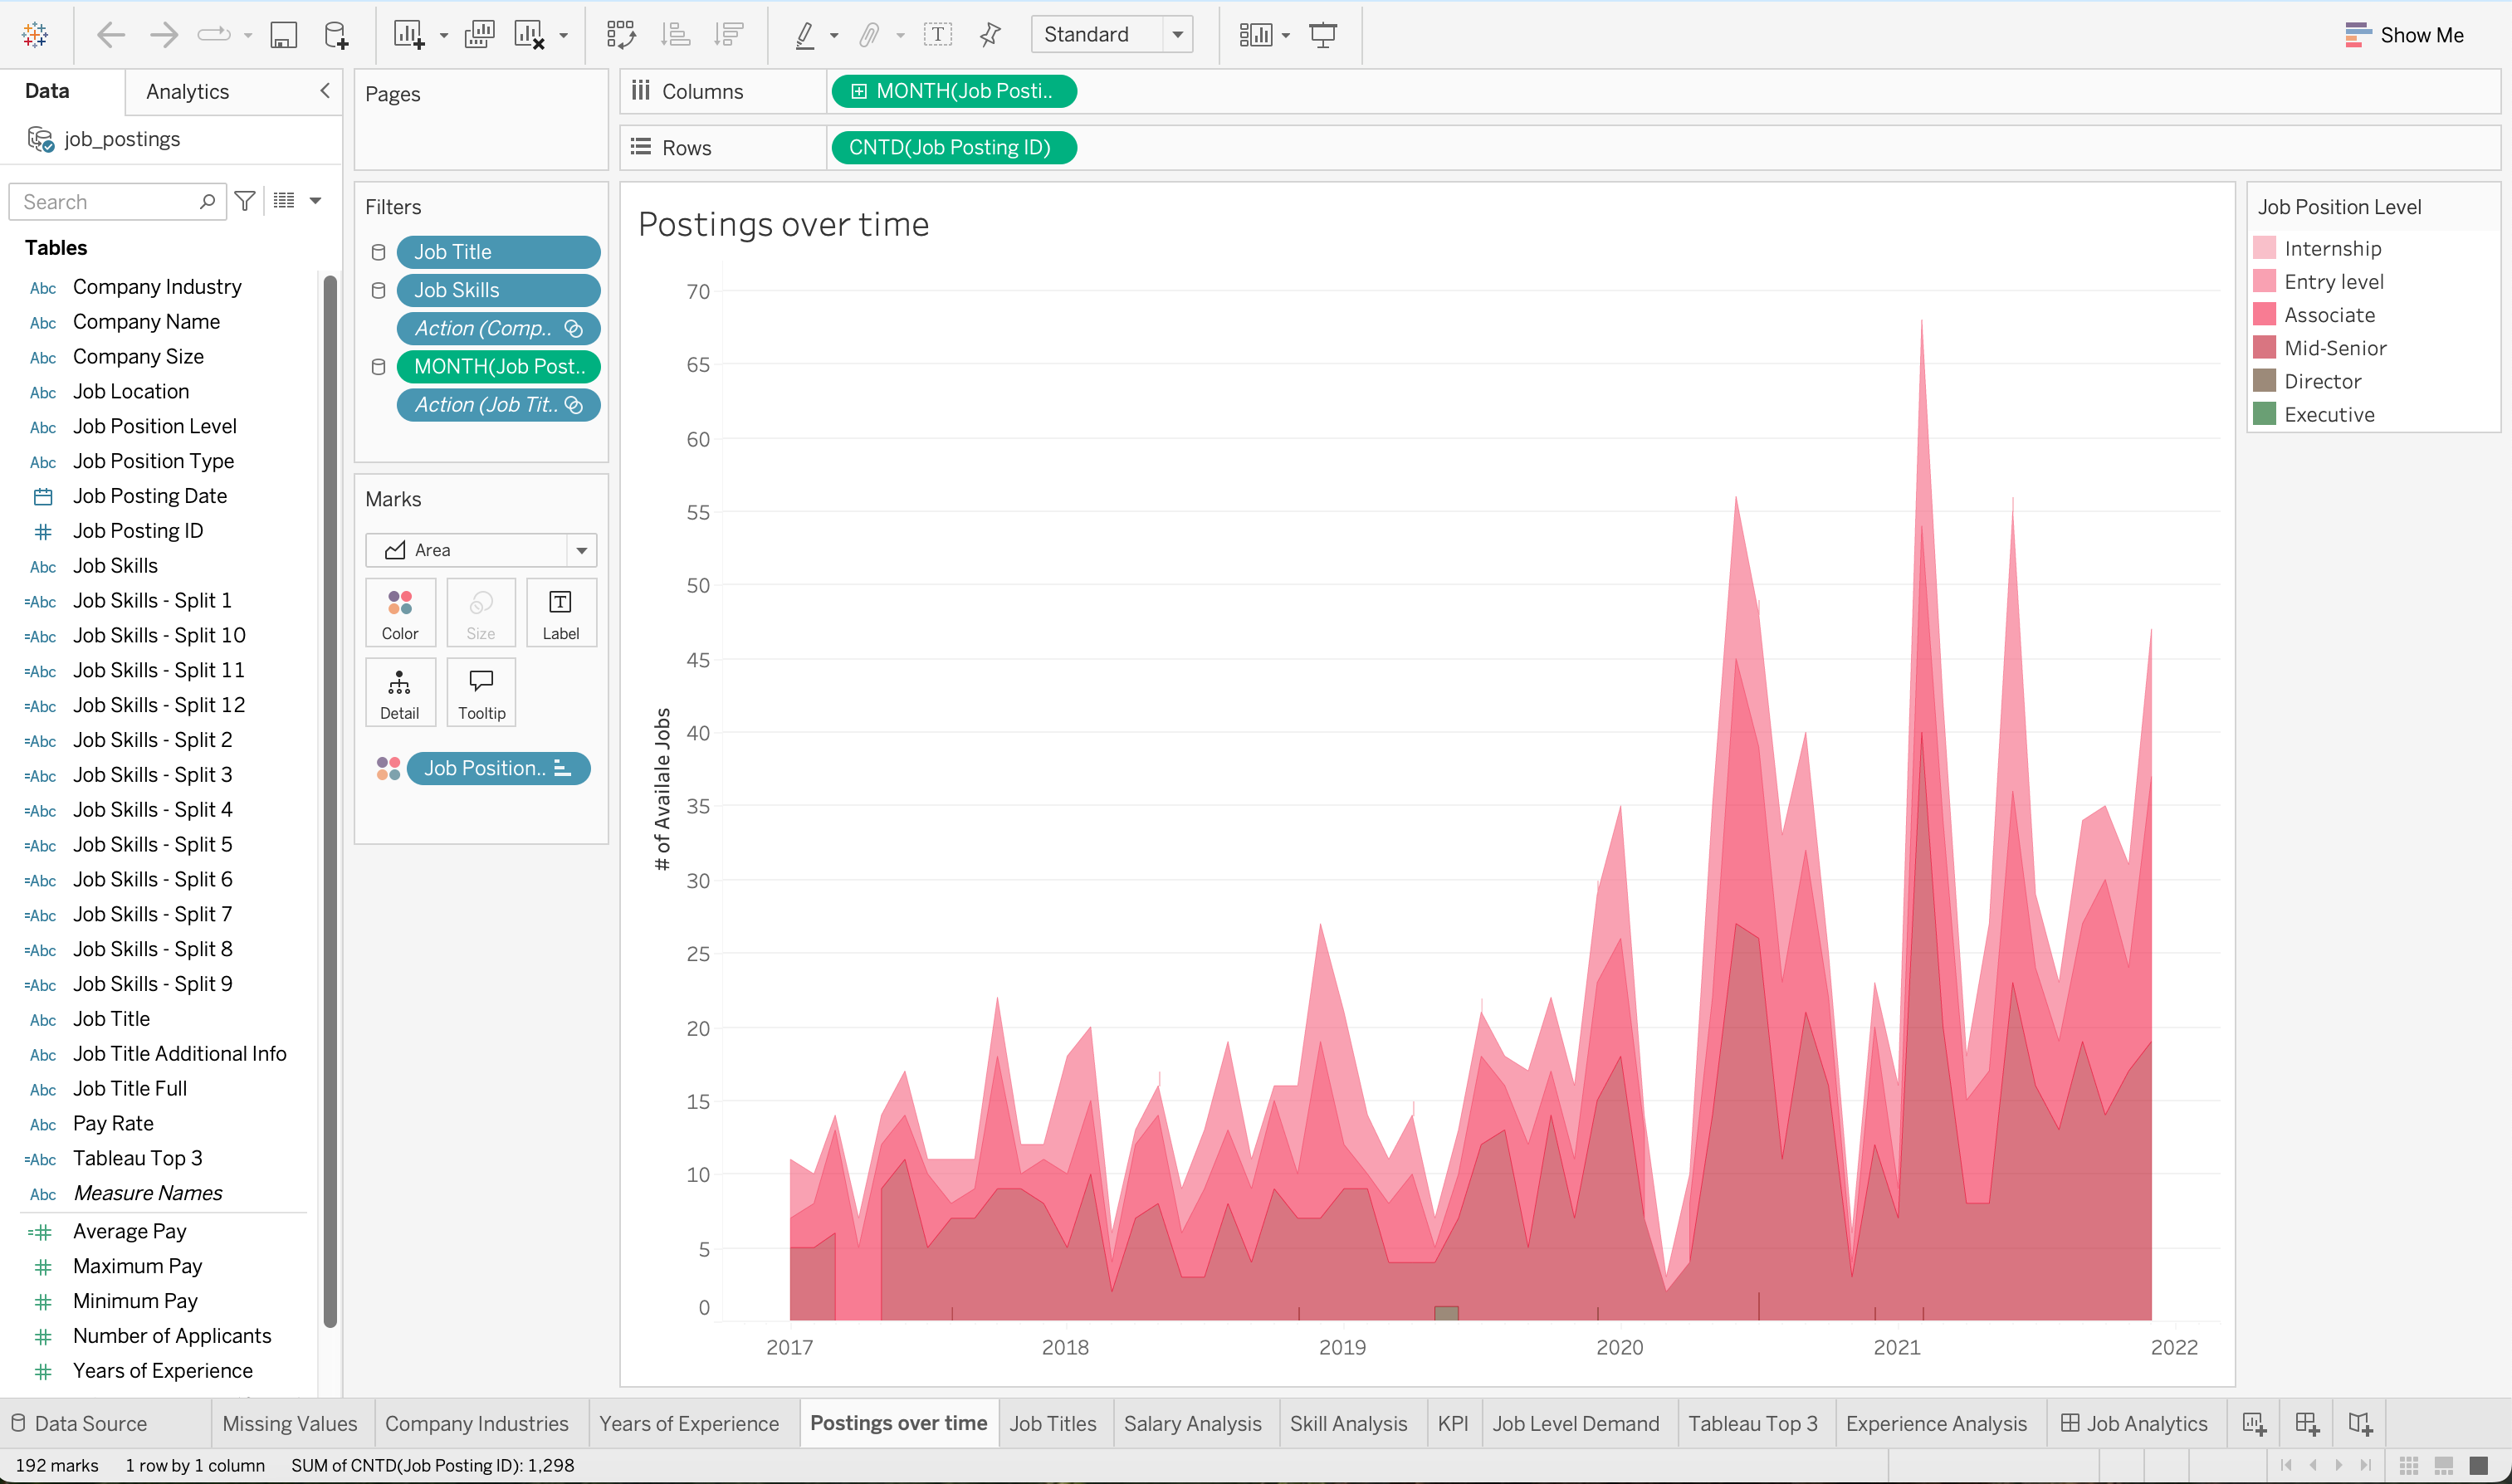 Standard
Show Me
Data
Analytics
job_postings
Search
Tables
Abc Company Industry
Abc Company Name
Abc Company Size
Abc Job Location
Abc Job Position Level
Abc Job Position Type
Job Posting Date
# Job Posting ID
Abc Job Skills
=Abc Job Skills - Split 1
=Abc Job Skills - Split 10
=Abc Job Skills - Split 11
=Abc Job Skills - Split 12
=Abc Job Skills - Split 2
=Abc Job Skills - Split 3
=Abc Job Skills - Split 4
=Abc Job Skills - Split 5
=Abc Job Skills - Split 6
=Abc Job Skills - Split 7
=Abc Job Skills - Split 8
=Abc Job Skills - Split 9
Abc Job Title
Abc Job Title Additional Info
Abc Job Title Full
Abc Pay Rate
=Abc Tableau Top 3
Abc Measure Names
=# Average Pay
# Maximum Pay
# Minimum Pay
# Number of Applicants
# Years of Experience
Pages
Filters
Job Title
Job Skills
Action (Comp..
MONTH(Job Post..
Action (Job Tit..
Marks
Area
Color
Size
Label
Detail
Tooltip
Job Position..
Columns
MONTH(Job Posti..
Rows
CNTD(Job Posting ID)
Postings over time
# of Availale Jobs
70
65
60
55
50
45
40
35
30
25
20
15
10
5
0
2017
2018
2019
2020
2021
2022
Job Position Level
Internship
Entry level
Associate
Mid-Senior
Director
Executive
Data Source
Missing Values
Company Industries
Years of Experience
Postings over time
Job Titles
Salary Analysis
Skill Analysis
KPI
Job Level Demand
Tableau Top 3
Experience Analysis
Job Analytics
192 marks
1 row by 1 column
SUM of CNTD(Job Posting ID): 1,298